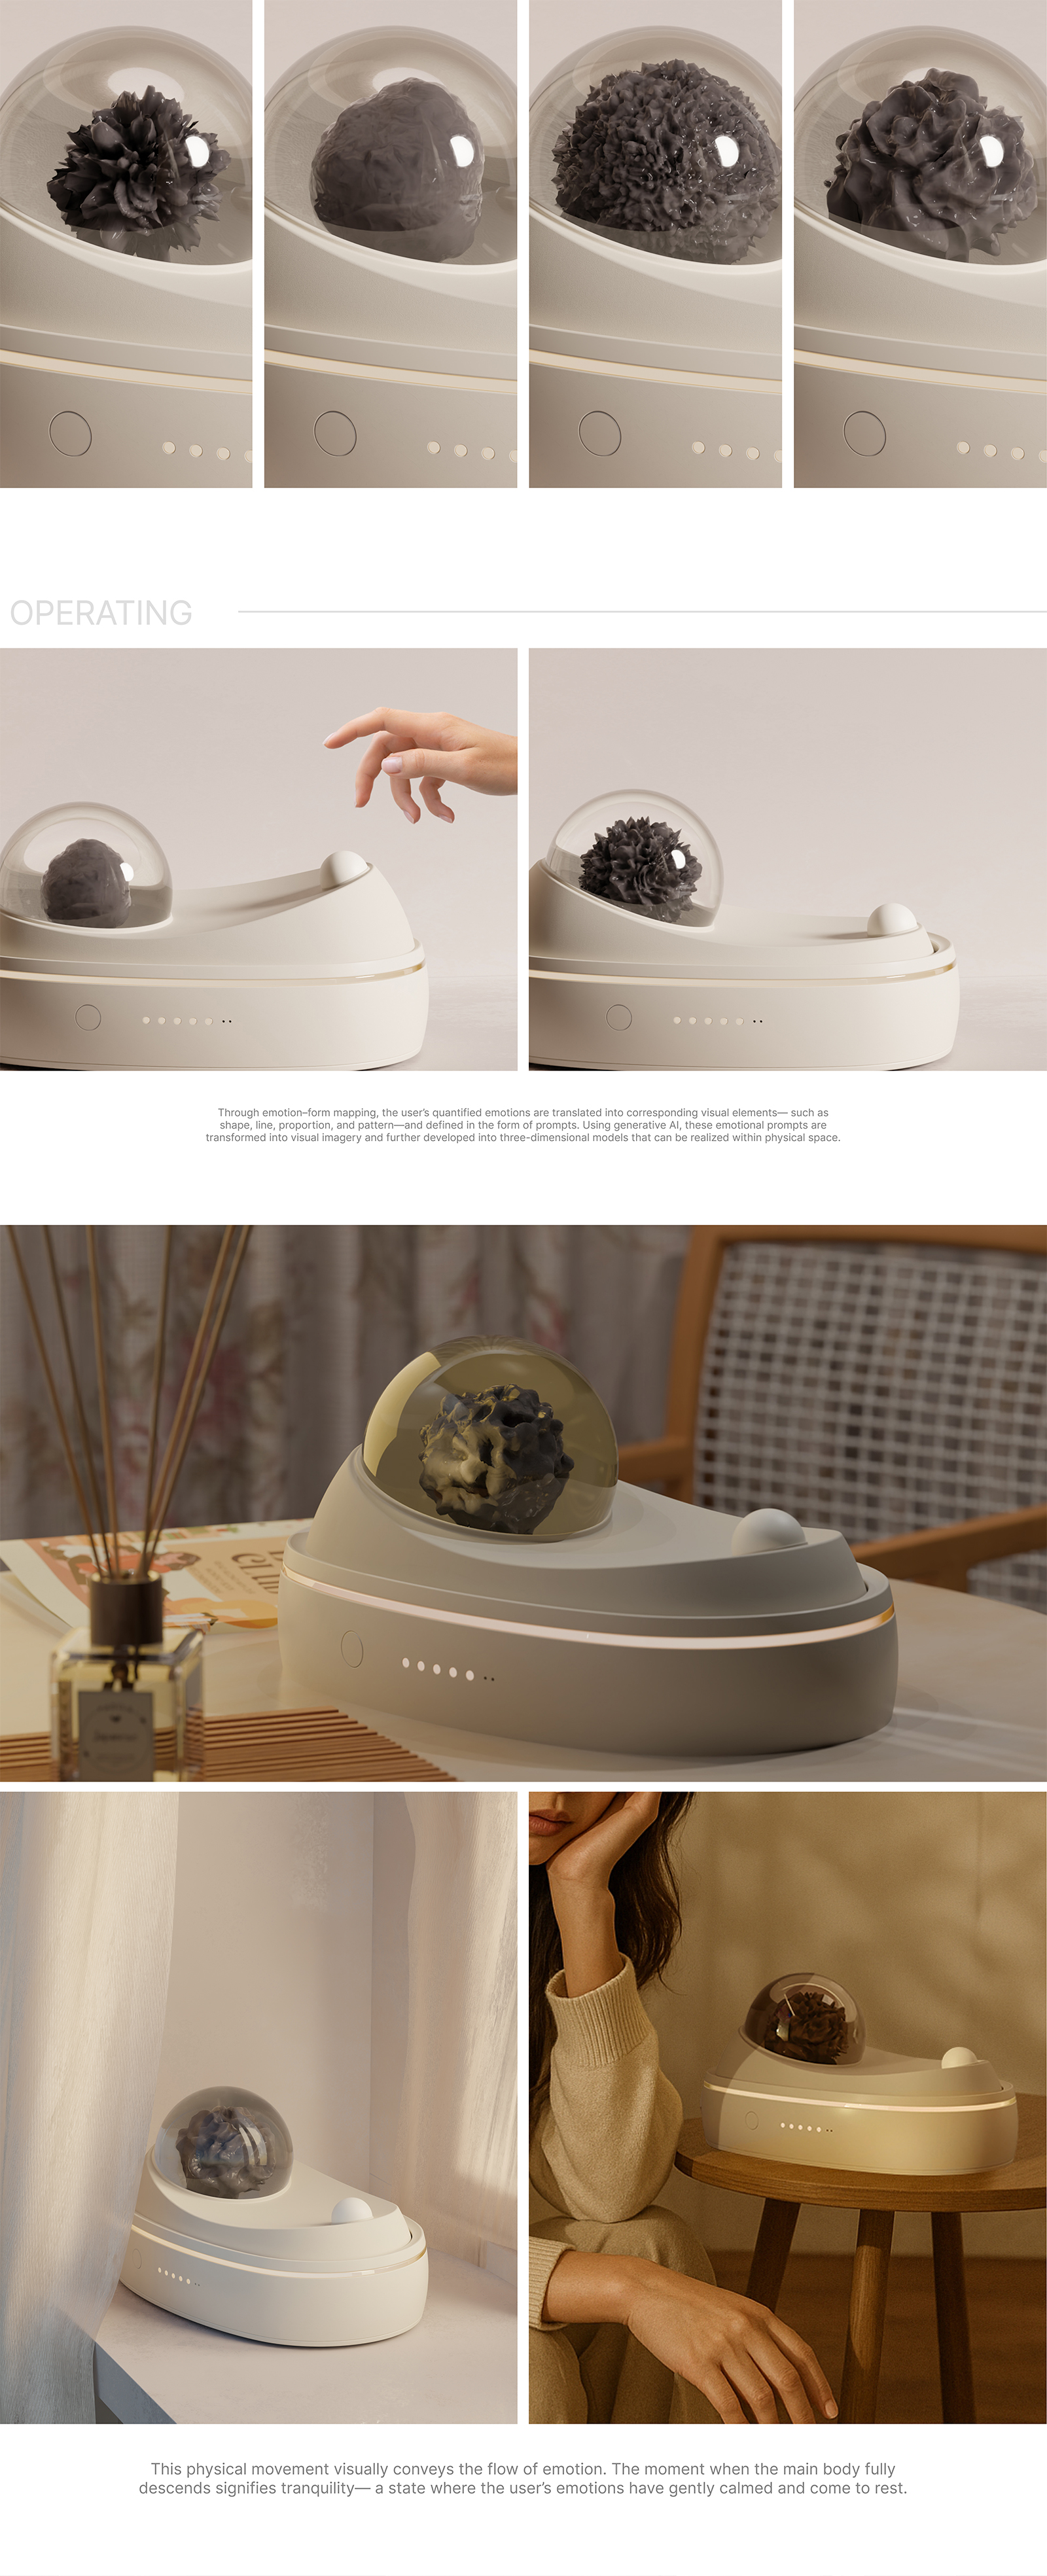 OPERATING
Through emotion–form mapping, the user’s quantified emotions are translated into corresponding visual elements— such as
shape, line, proportion, and pattern—and defined in the form of prompts. Using generative AI, these emotional prompts are
transformed into visual imagery and further developed into three-dimensional models that can be realized within physical space.
This physical movement visually conveys the flow of emotion. The moment when the main body fully
descends signifies tranquility— a state where the user’s emotions have gently calmed and come to rest.